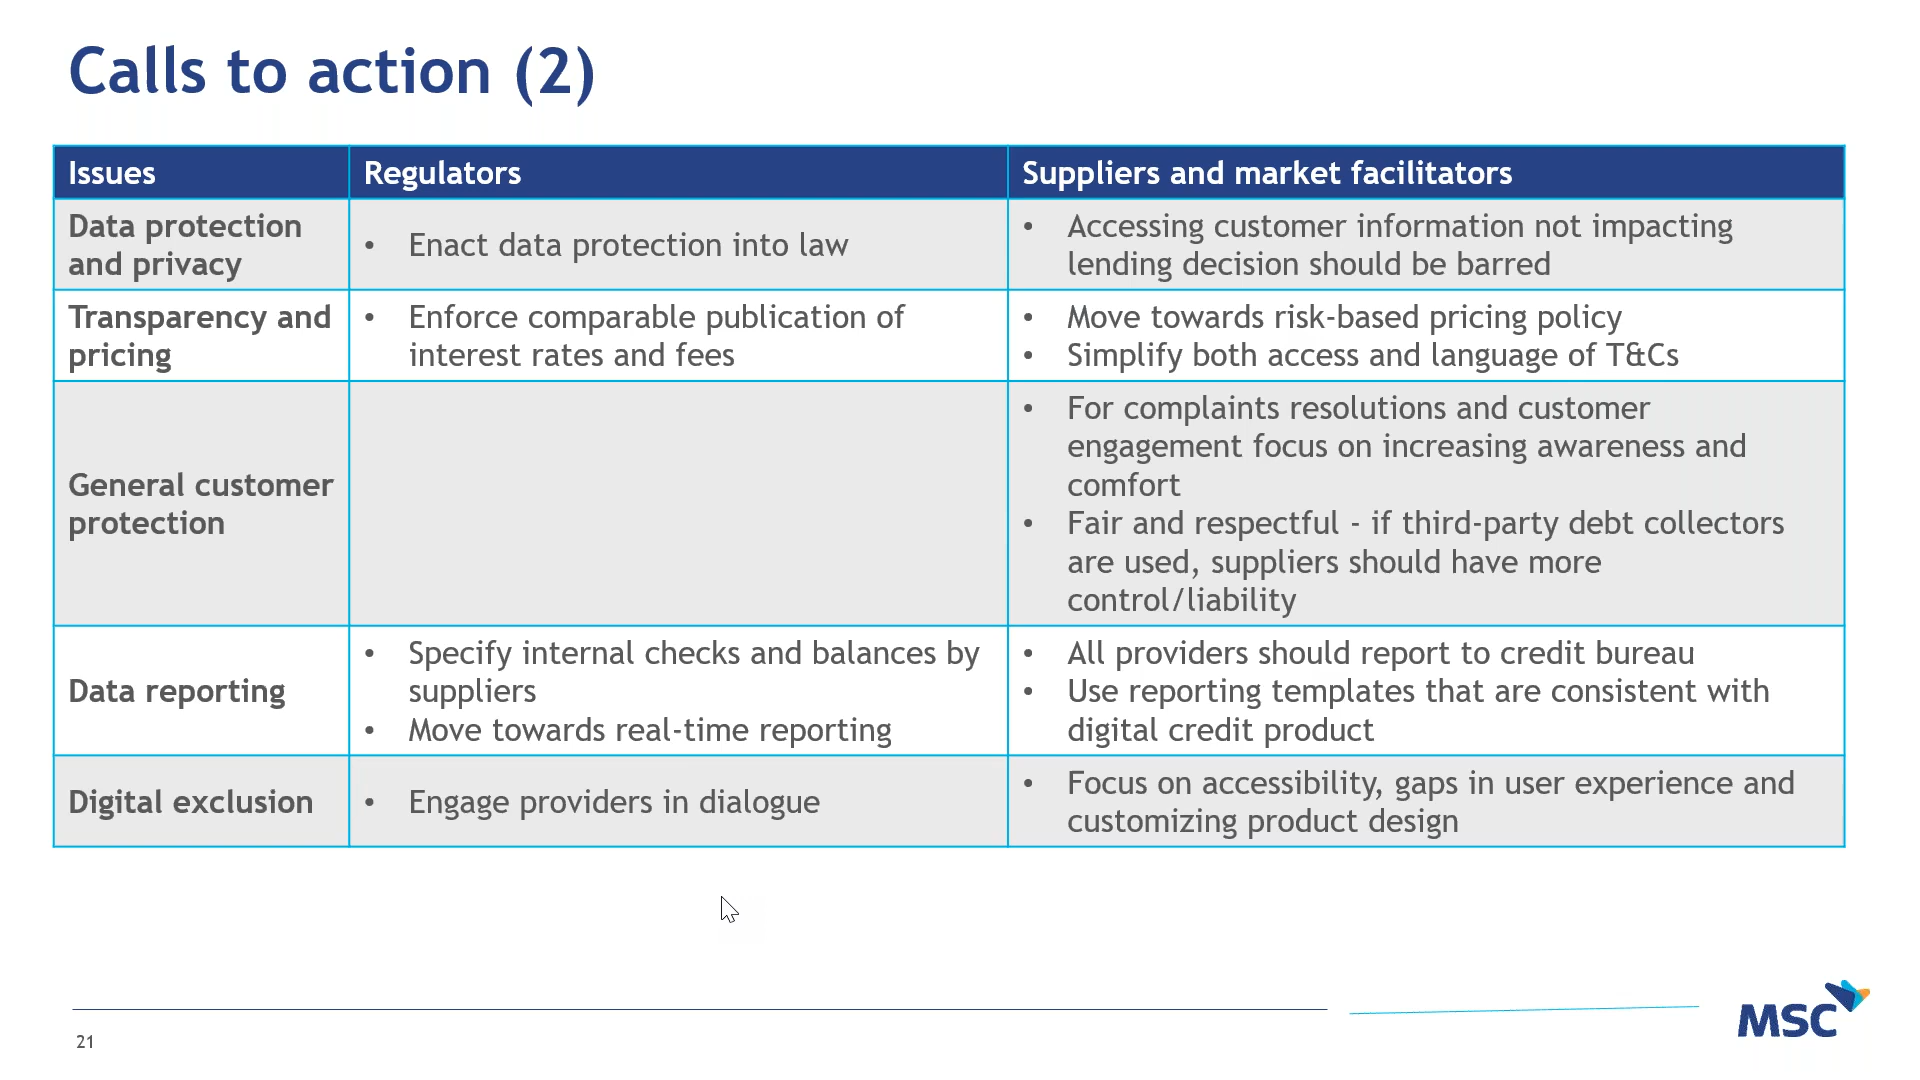 Calls to action (2)
Issues
Regulators
Suppliers and market facilitators
Data protection
and privacy
• Enact data protection into law
• Accessing customer information not impacting
lending decision should be barred
Transparency and
pricing
• Enforce comparable publication of
interest rates and fees
• Move towards risk-based pricing policy
• Simplify both access and language of T&Cs
General customer
protection
• For complaints resolutions and customer
engagement focus on increasing awareness and
comfort
• Fair and respectful - if third-party debt collectors
are used, suppliers should have more
control/liability
Data reporting
• Specify internal checks and balances by
suppliers
• Move towards real-time reporting
• All providers should report to credit bureau
• Use reporting templates that are consistent with
digital credit product
Digital exclusion
• Engage providers in dialogue
• Focus on accessibility, gaps in user experience and
customizing product design
21
MSC